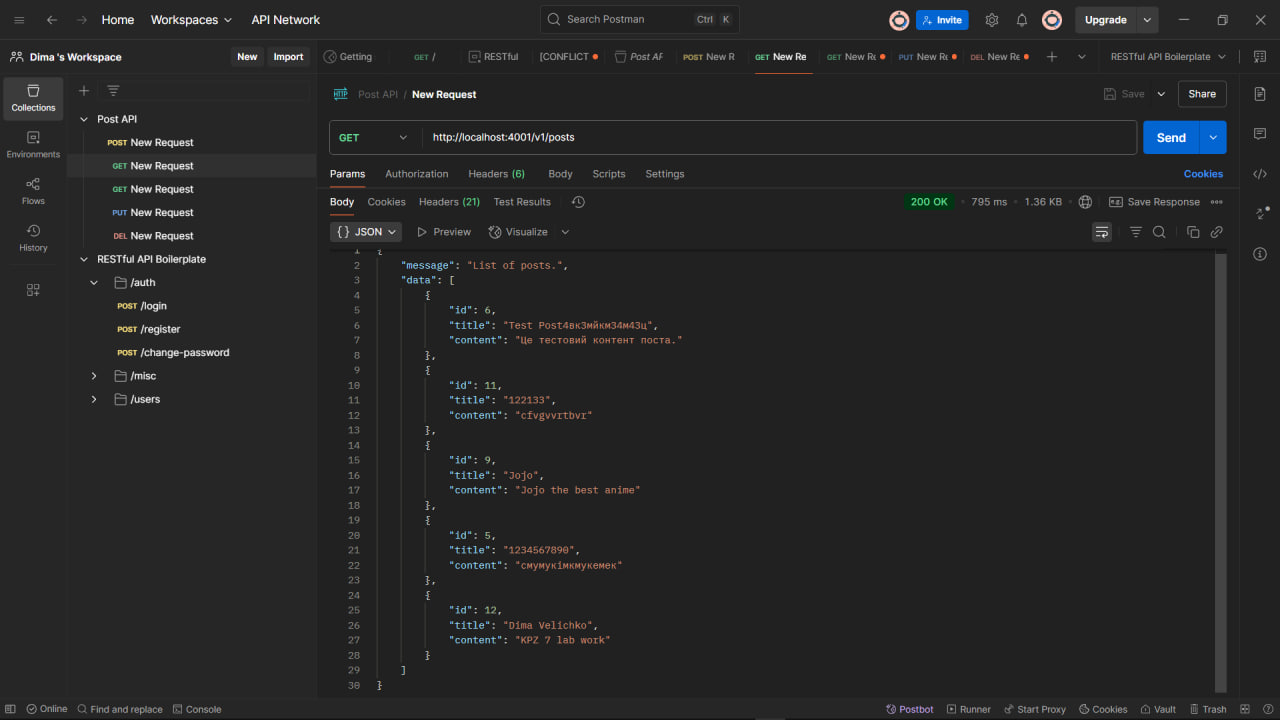 Home Workspaces API Network Search Postman Ctrl K Invite Upgrade
Dima 's Workspace New Import Getting GET / RESTful [CONFLICT Post AF POST New R GET New Re GET New Re PUT New Re DEL New Re RESTful API Boilerplate
Collections
Environments
Flows
History
Post API
POST New Request
GET New Request
GET New Request
PUT New Request
DEL New Request
RESTful API Boilerplate
/auth
POST /login
POST /register
POST /change-password
/misc
/users
HTTP Post API / New Request Save Share
GET http://localhost:4001/v1/posts Send
Params Authorization Headers (6) Body Scripts Settings Cookies
Body Cookies Headers (21) Test Results 200 OK • 795 ms • 1.36 KB • Save Response
{} JSON Preview Visualize
1 {
2 "message": "List of posts.",
3 "data": [
4 {
5 "id": 6,
6 "title": "Test Post4вк3мйкм34м43ц",
7 "content": "Це тестовий контент поста."
8 },
9 {
10 "id": 11,
11 "title": "122133",
12 "content": "cfvgvvrtbvr"
13 },
14 {
15 "id": 9,
16 "title": "Jojo",
17 "content": "Jojo the best anime"
18 },
19 {
20 "id": 5,
21 "title": "1234567890",
22 "content": "смумукімкмукемек"
23 },
24 {
25 "id": 12,
26 "title": "Dima Velichko",
27 "content": "KPZ 7 lab work"
28 }
29 ]
30 }
Online Find and replace Console Postbot Runner Start Proxy Cookies Vault Trash